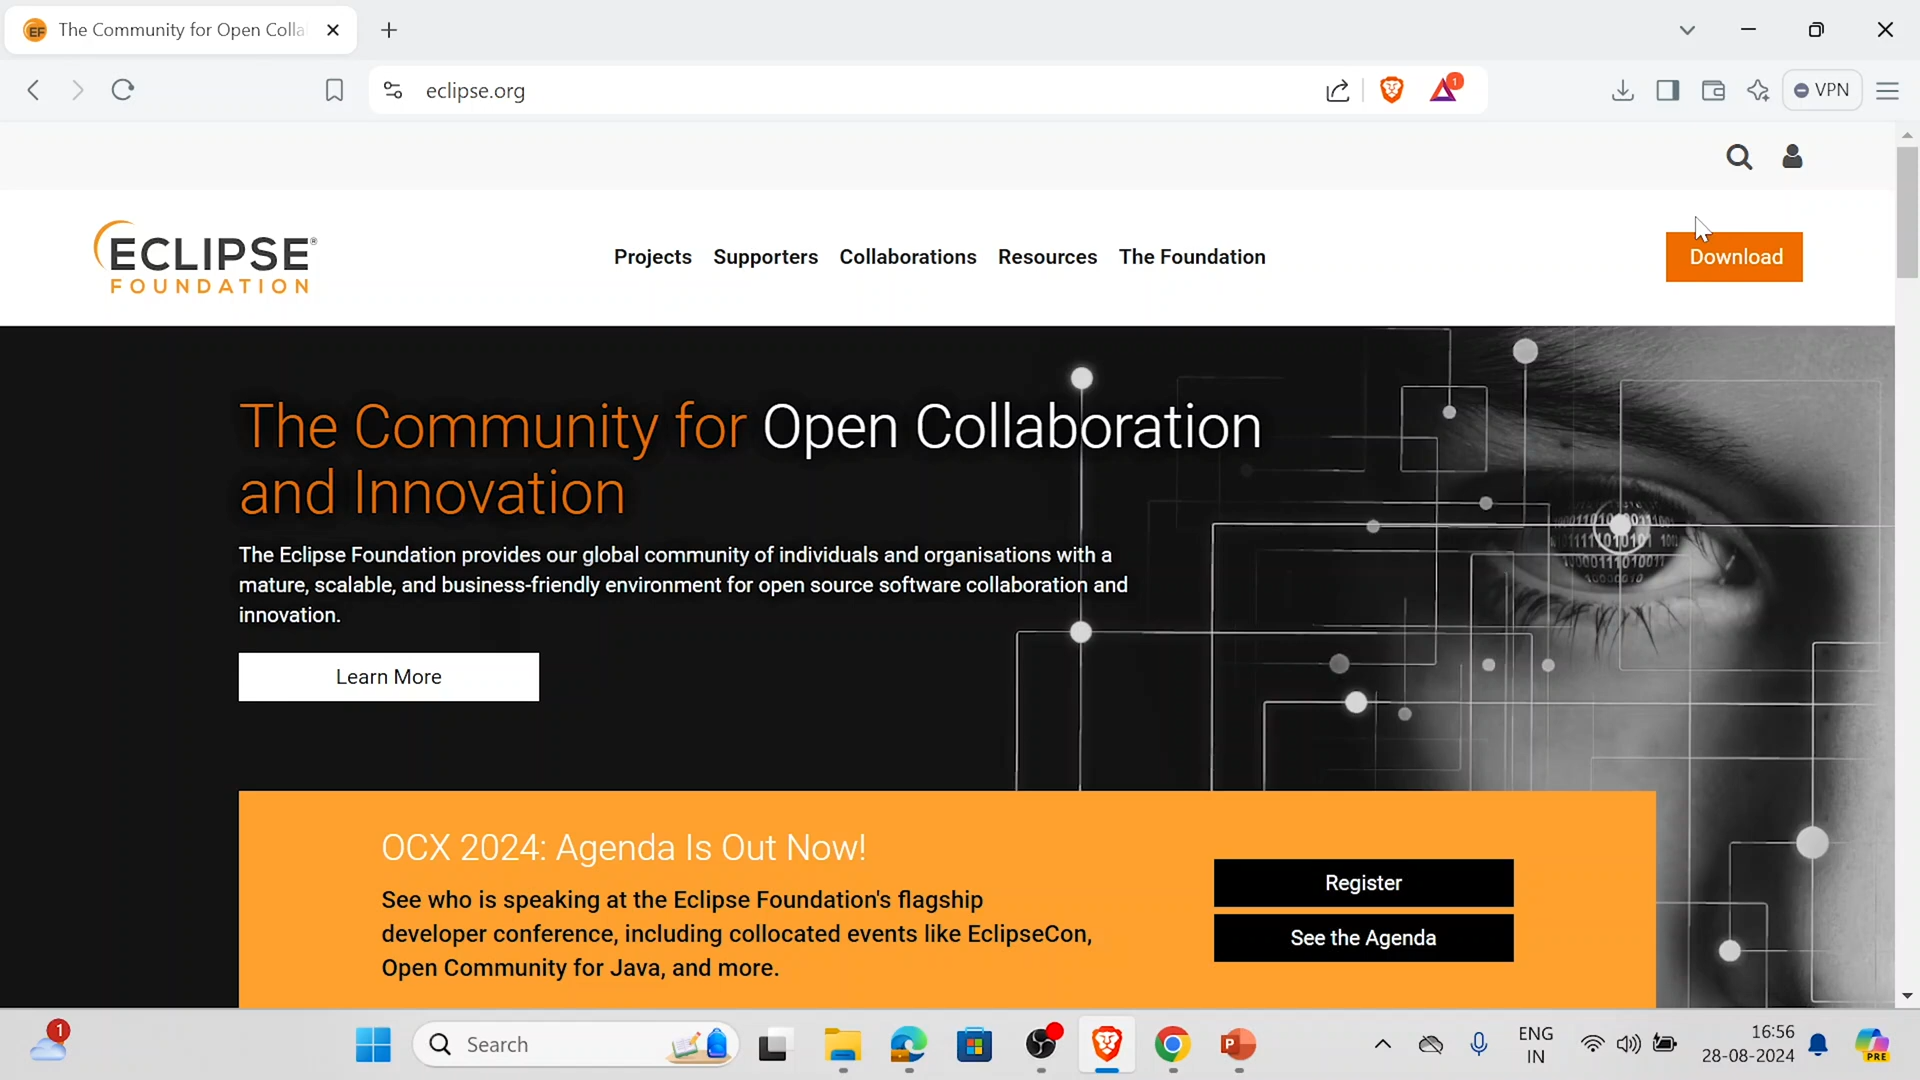 EF The Community for Open Colla
eclipse.org
1
VPN
ECLIPSE®
FOUNDATION
Projects Supporters Collaborations Resources The Foundation
Download
The Community for Open Collaboration
and Innovation
The Eclipse Foundation provides our global community of individuals and organisations with a
mature, scalable, and business-friendly environment for open source software collaboration and
innovation.
Learn More
OCX 2024: Agenda Is Out Now!
See who is speaking at the Eclipse Foundation's flagship
developer conference, including collocated events like EclipseCon,
Open Community for Java, and more.
Register
See the Agenda
1
Search
P
ENG
IN
16:56
28-08-2024
PRE